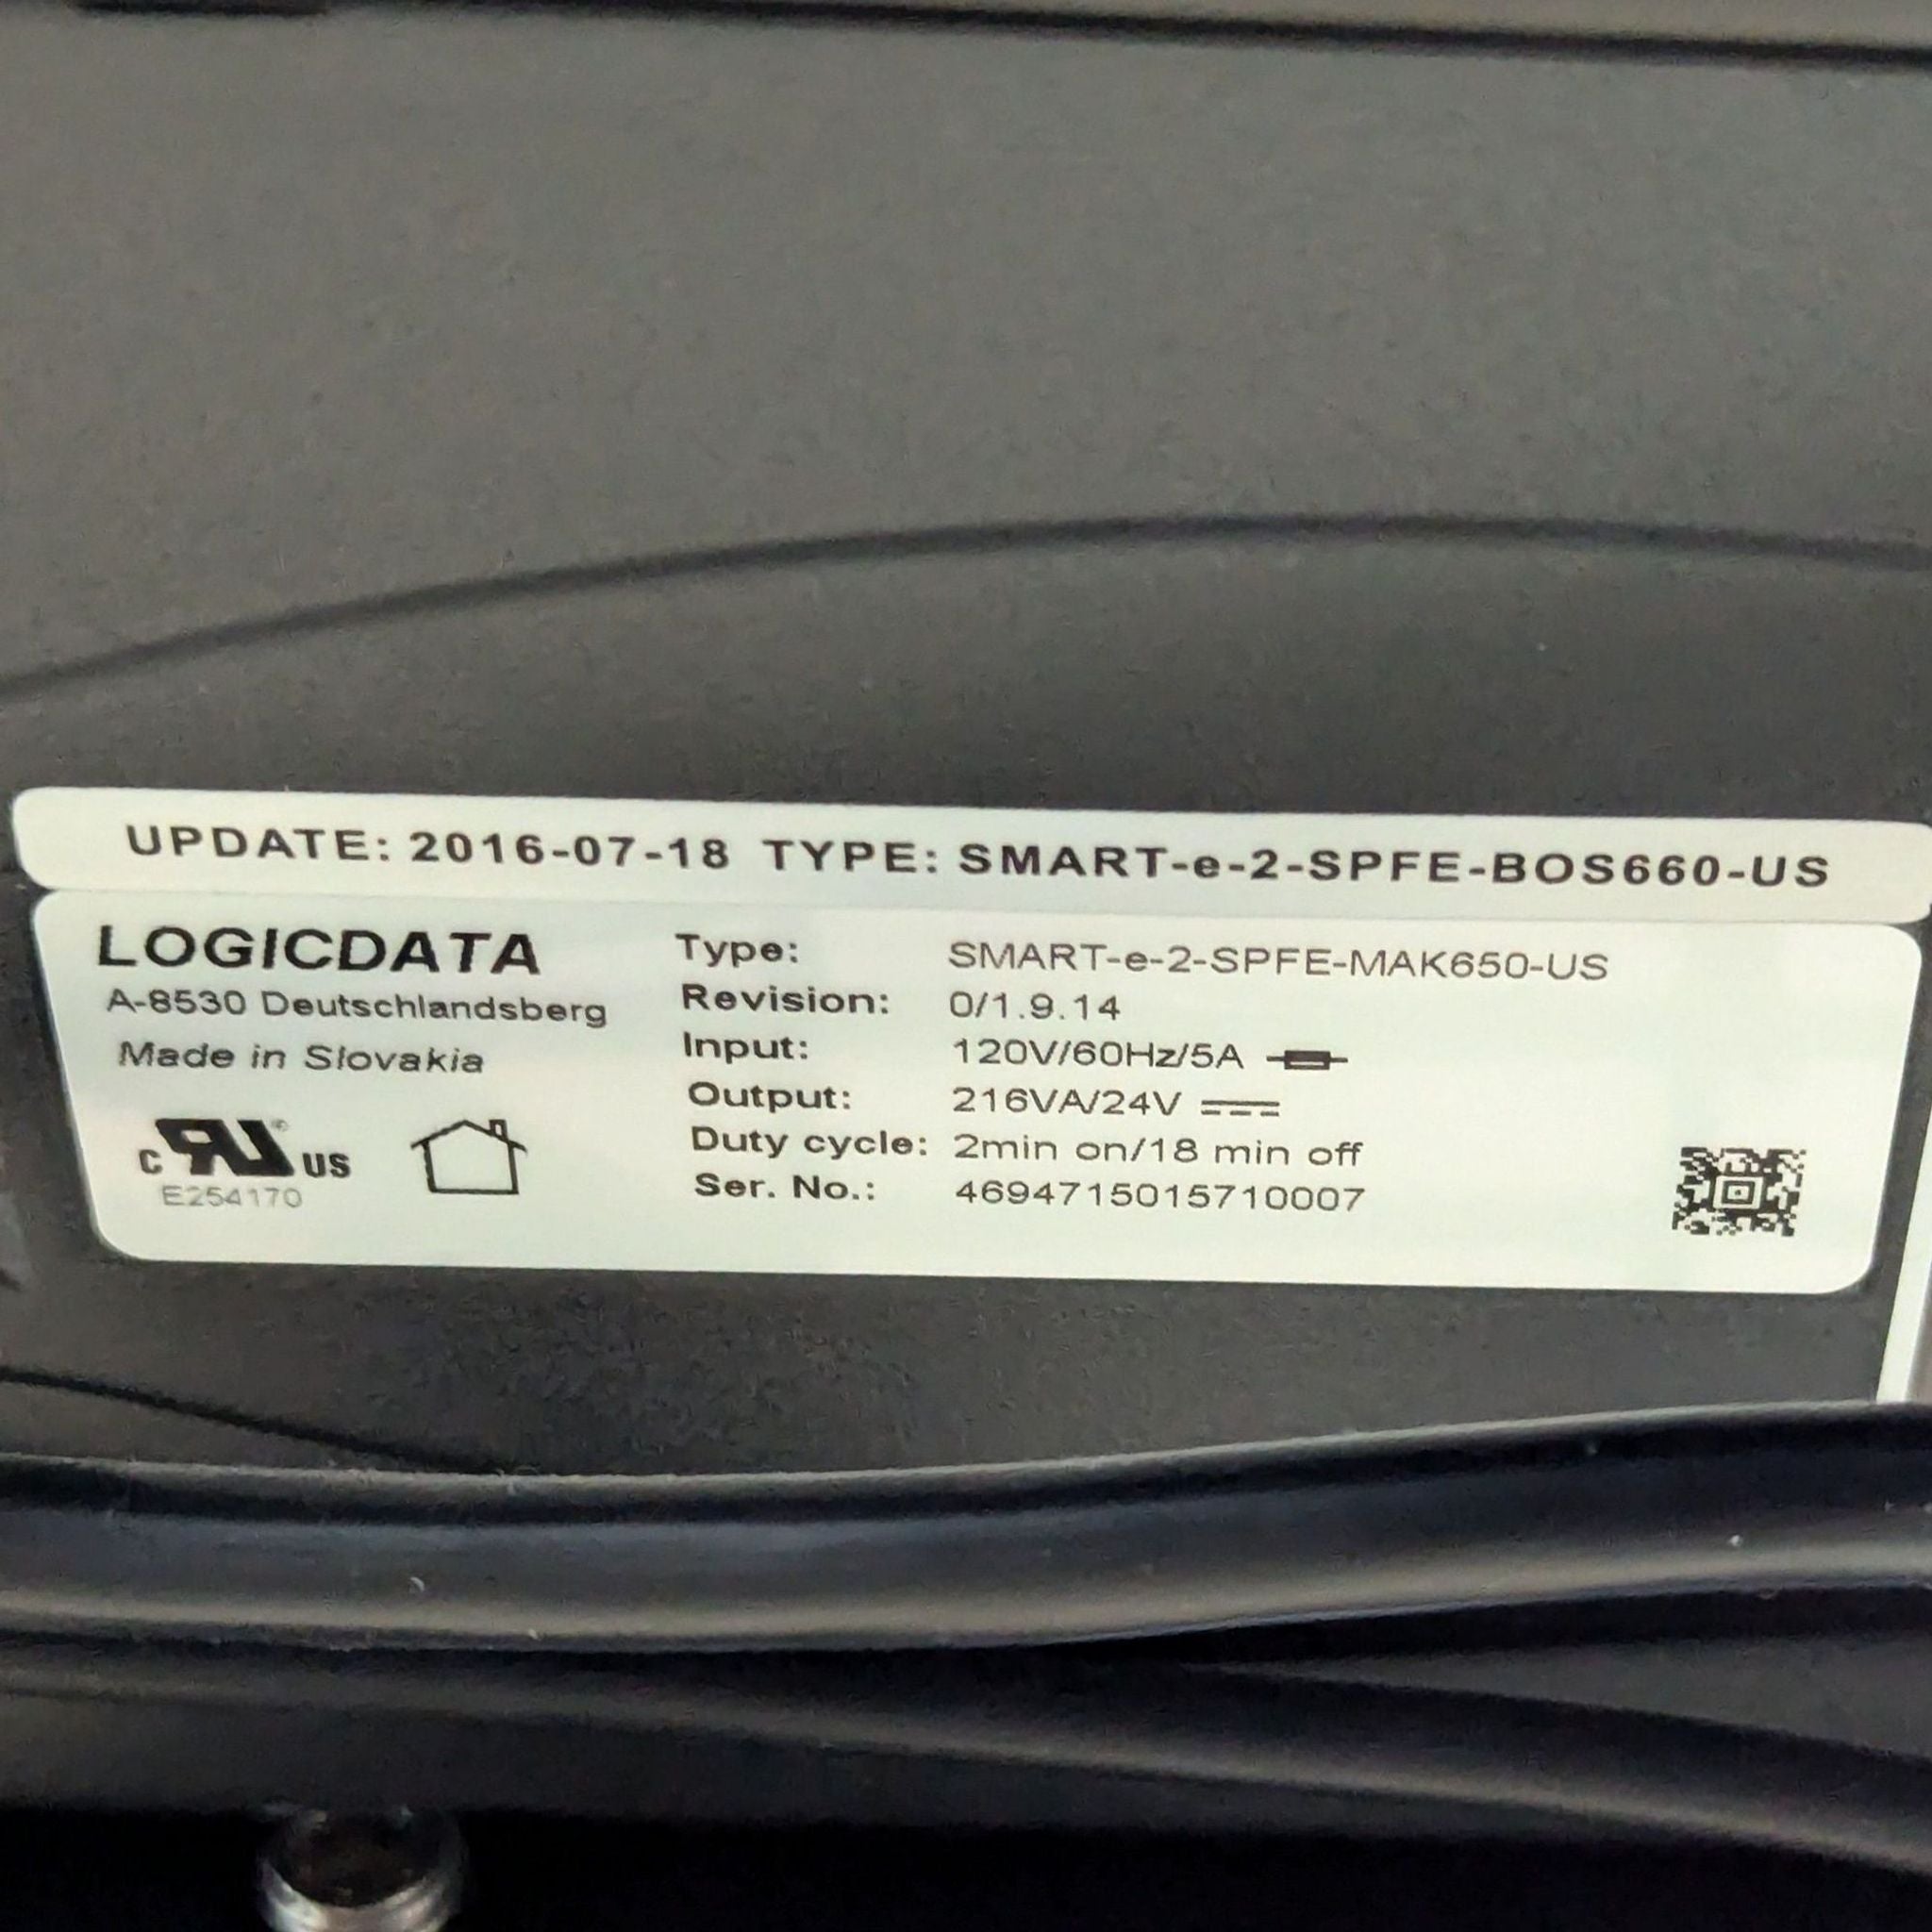 UPDATE: 2016-07-18 TYPE: SMART-e-2-SPFE-BOS660-US
LOGICDATA
A-8530 Deutschlandsberg
Made in Slovakia
c RU ® US
E254170
Type: SMART-e-2-SPFE-MAK650-US
Revision: 0/1.9.14
Input: 120V/60Hz/5A
Output: 216VA/24V
Duty cycle: 2min on/18 min off
Ser. No.: 4694715015710007